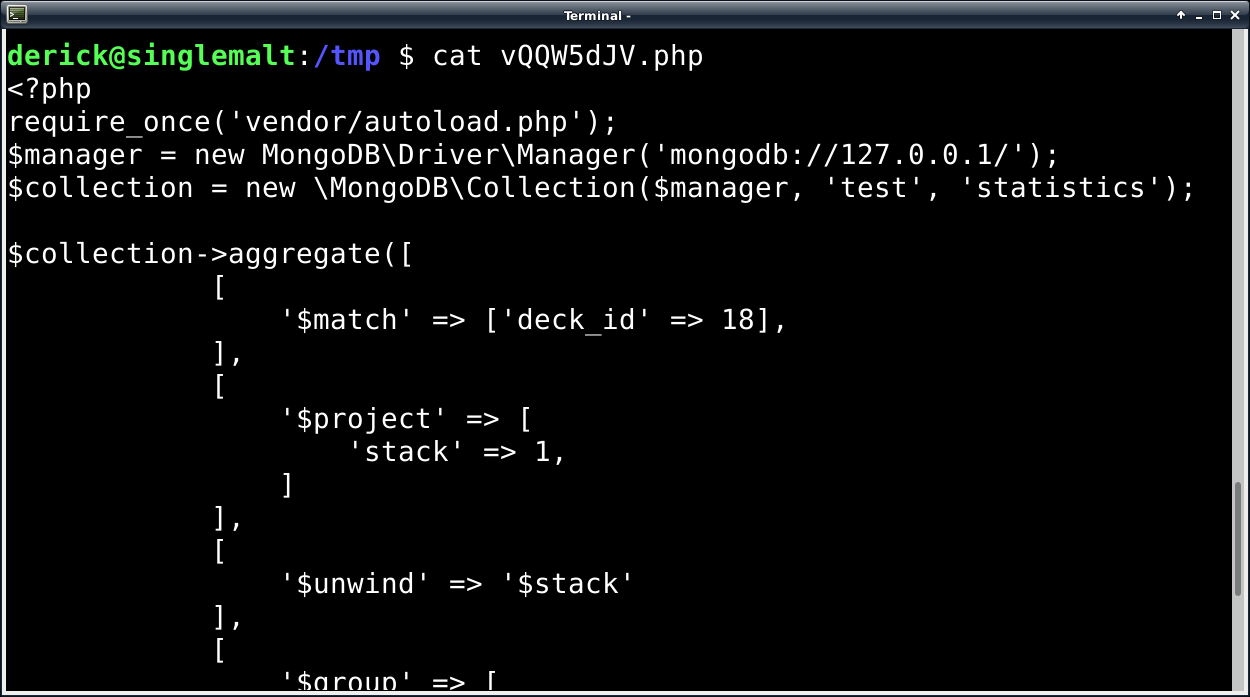 Terminal -
derick@singlemalt:/tmp $ cat vQQW5dJV.php
<?php
require_once('vendor/autoload.php');
$manager = new MongoDB\Driver\Manager('mongodb://127.0.0.1/');
$collection = new \MongoDB\Collection($manager, 'test', 'statistics');

$collection->aggregate([
            [
                '$match' => ['deck_id' => 18],
            ],
            [
                '$project' => [
                    'stack' => 1,
                ]
            ],
            [
                '$unwind' => '$stack'
            ],
            [
                '$group' => [